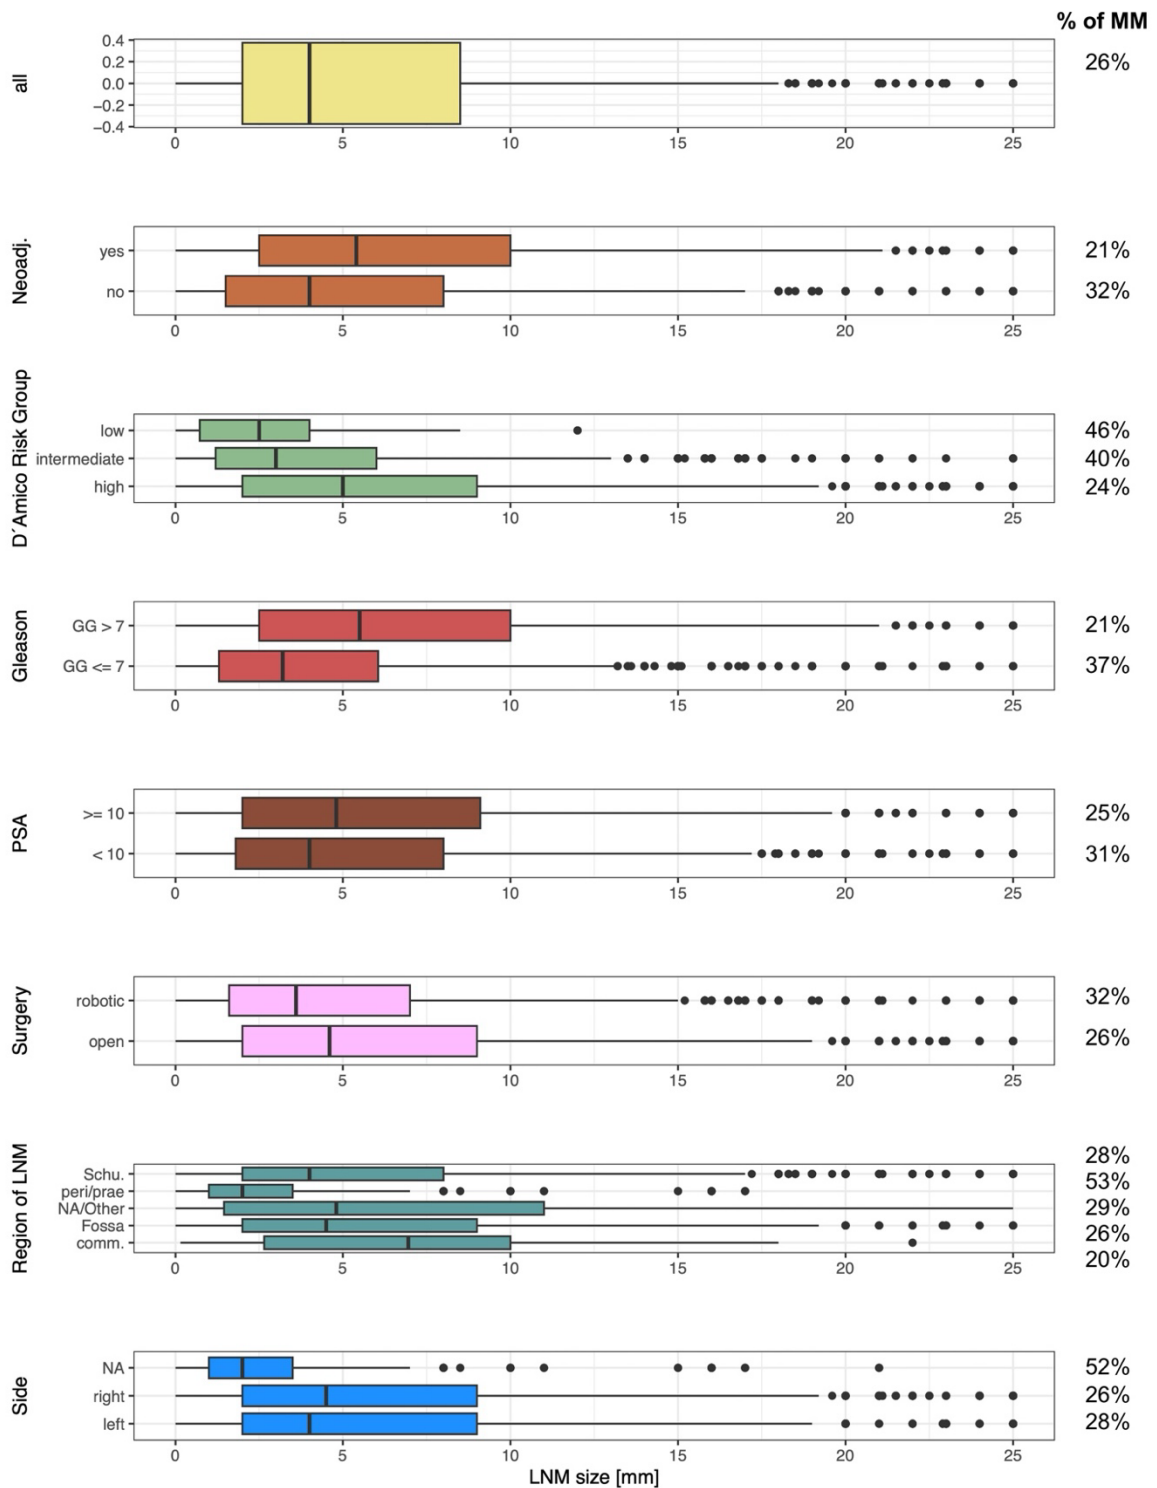 % of MM
all
0.4
0.2
0.0
−0.2
−0.4
26%
0 5 10 15 20 25
Neoadj.
yes 21%
no 32%
0 5 10 15 20 25
D´Amico Risk Group
low 46%
intermediate 40%
high 24%
0 5 10 15 20 25
Gleason
GG > 7 21%
GG <= 7 37%
0 5 10 15 20 25
PSA
>= 10 25%
< 10 31%
0 5 10 15 20 25
Surgery
robotic 32%
open 26%
0 5 10 15 20 25
Region of LNM
Schu. 28%
peri/prae 53%
NA/Other 29%
Fossa 26%
comm. 20%
0 5 10 15 20 25
Side
NA 52%
right 26%
left 28%
0 5 10 15 20 25
LNM size [mm]